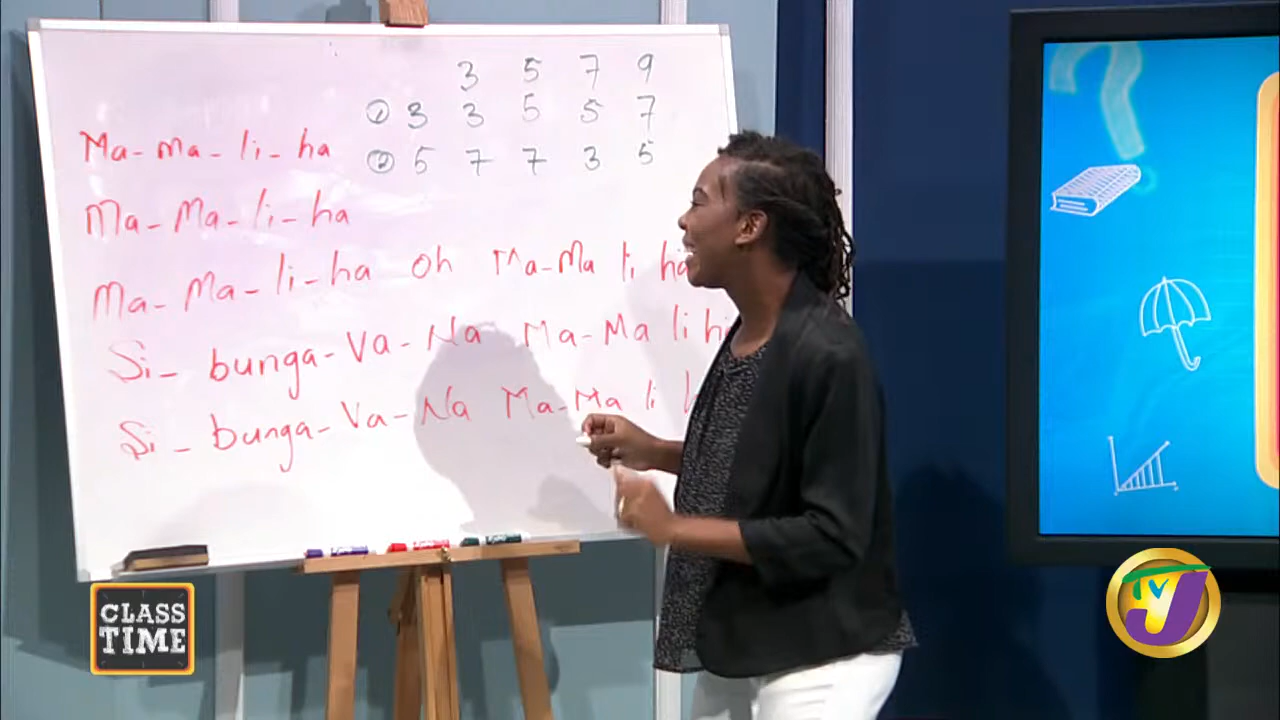 3 5 7 9
① 3 3 5 5 7
② 5 7 7 3 5
Ma-ma-li-ha
Ma-Ma-li-ha
Ma-Ma-li-ha oh Ma-Ma li
Si- bunga-Va-Na Ma-Ma li
Si- bunga-Va-Na Ma-Ma li
CLASS
TIME
TVJ